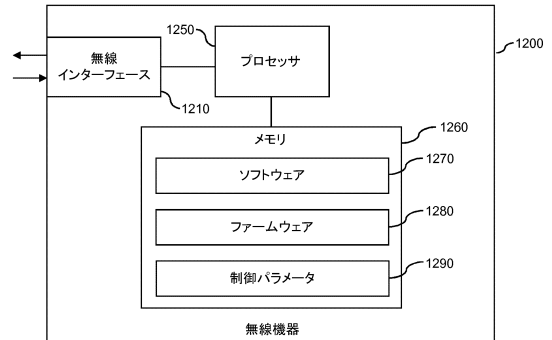 1250
1200
無線
インターフェース
プロセッサ
1210
1260
メモリ
1270
ソフトウェア
1280
ファームウェア
1290
制御パラメータ
無線機器